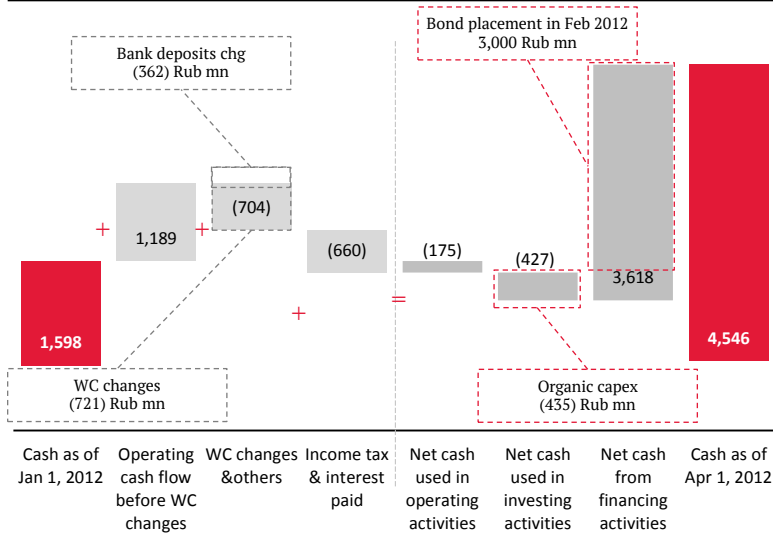 Bank deposits chg
(362) Rub mn
Bond placement in Feb 2012
3,000 Rub mn
1,598
+
1,189
+
(704)
+
(660)
=
(175)
(427)
3,618
4,546
WC changes
(721) Rub mn
Organic capex
(435) Rub mn
Cash as of
Jan 1, 2012
Operating
cash flow
before WC
changes
WC changes
&others
Income tax
& interest
paid
Net cash
used in
operating
activities
Net cash
used in
investing
activities
Net cash
from
financing
activities
Cash as of
Apr 1, 2012